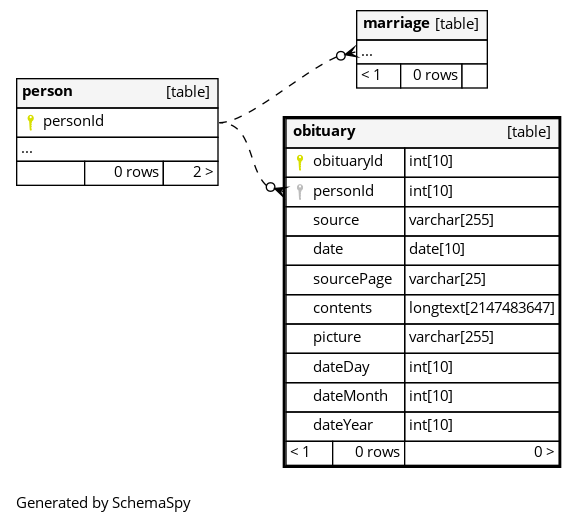 marriage [table]
...
< 1 0 rows
person [table]
personId
...
0 rows 2 >
obituary [table]
obituaryId int[10]
personId int[10]
source varchar[255]
date date[10]
sourcePage varchar[25]
contents longtext[2147483647]
picture varchar[255]
dateDay int[10]
dateMonth int[10]
dateYear int[10]
< 1 0 rows 0 >
Generated by SchemaSpy